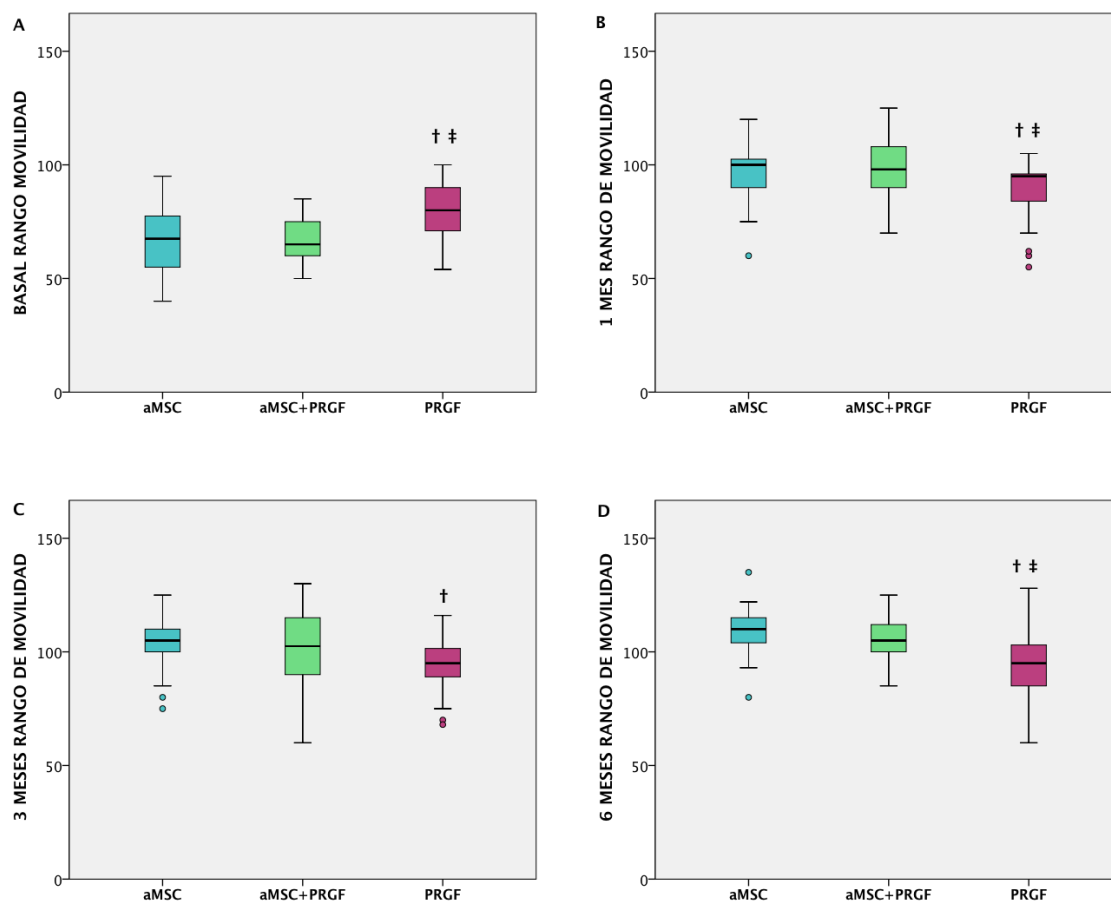 A
BASAL RANGO MOVILIDAD
150
100
50
0
† ‡
aMSC aMSC+PRGF PRGF
B
1 MES RANGO DE MOVILIDAD
150
100
50
0
† ‡
aMSC aMSC+PRGF PRGF
C
3 MESES RANGO DE MOVILIDAD
150
100
50
0
†
aMSC aMSC+PRGF PRGF
D
6 MESES RANGO DE MOVILIDAD
150
100
50
0
† ‡
aMSC aMSC+PRGF PRGF